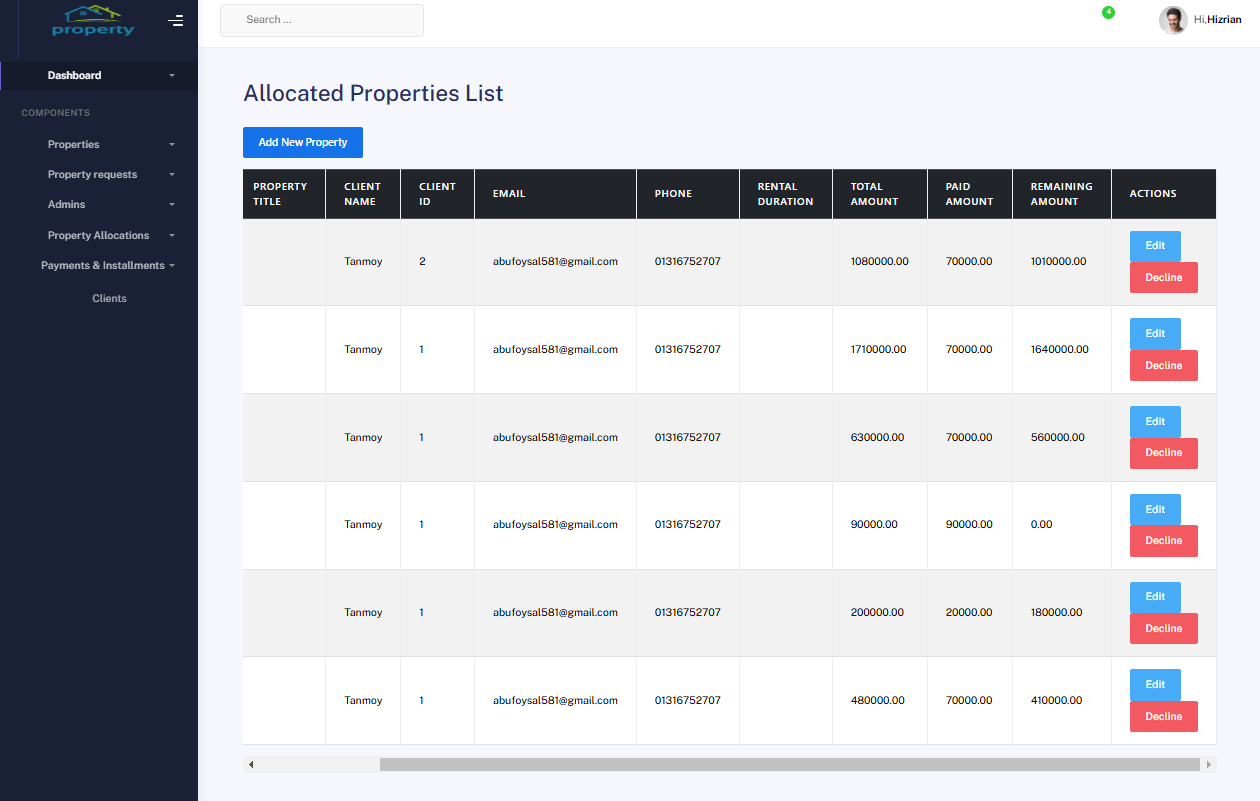 property
Search ...
4
Hi,Hizrian
Dashboard
COMPONENTS
Properties
Property requests
Admins
Property Allocations
Payments & Installments
Clients
Allocated Properties List
Add New Property
PROPERTY TITLE CLIENT NAME CLIENT ID EMAIL PHONE RENTAL DURATION TOTAL AMOUNT PAID AMOUNT REMAINING AMOUNT ACTIONS
Tanmoy 2 abufoysal581@gmail.com 01316752707 1080000.00 70000.00 1010000.00 Edit
Decline
Tanmoy 1 abufoysal581@gmail.com 01316752707 1710000.00 70000.00 1640000.00 Edit
Decline
Tanmoy 1 abufoysal581@gmail.com 01316752707 630000.00 70000.00 560000.00 Edit
Decline
Tanmoy 1 abufoysal581@gmail.com 01316752707 90000.00 90000.00 0.00 Edit
Decline
Tanmoy 1 abufoysal581@gmail.com 01316752707 200000.00 20000.00 180000.00 Edit
Decline
Tanmoy 1 abufoysal581@gmail.com 01316752707 480000.00 70000.00 410000.00 Edit
Decline